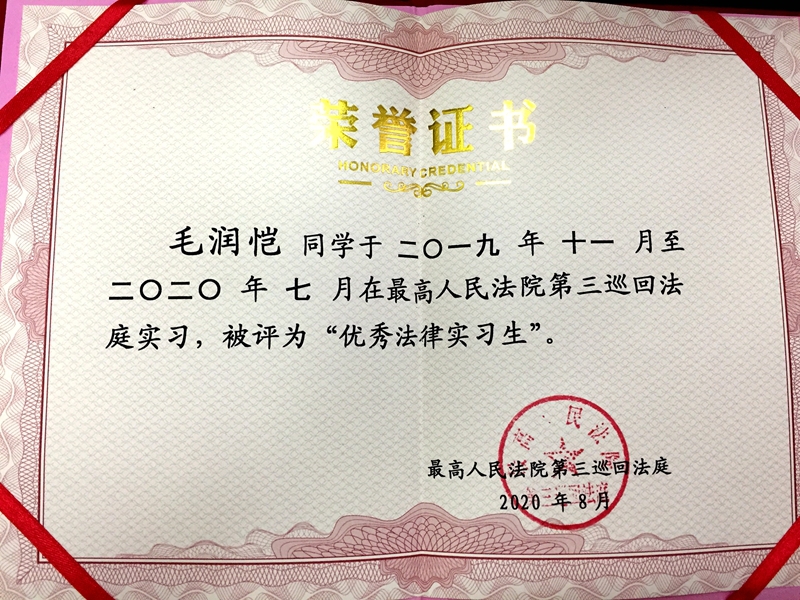 荣誉证书
HONORARY CREDENTIAL
毛润恺 同学于 二〇一九 年 十一 月至
二〇二〇 年 七 月在最高人民法院第三巡回法
庭实习，被评为“优秀法律实习生”。
民法院
最高人民法院第三巡回法庭
2020 年 8 月